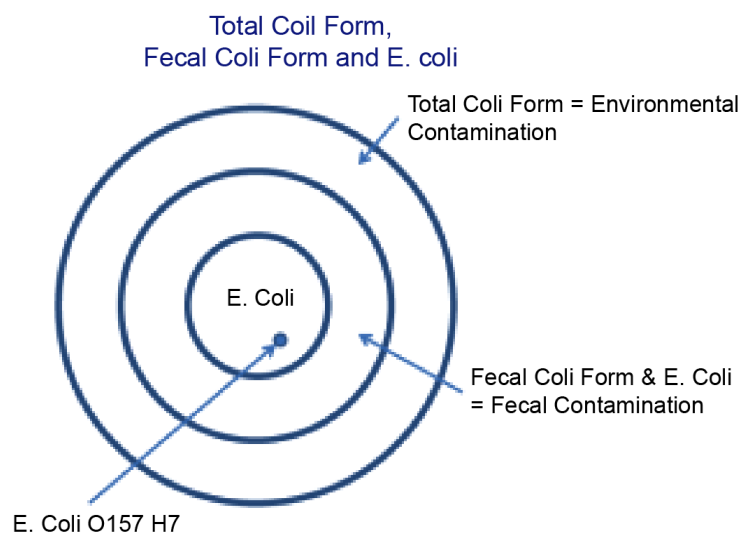 Total Coil Form,
Fecal Coli Form and E. coli
Total Coli Form = Environmental
Contamination
E. Coli
Fecal Coli Form & E. Coli
= Fecal Contamination
E. Coli O157 H7